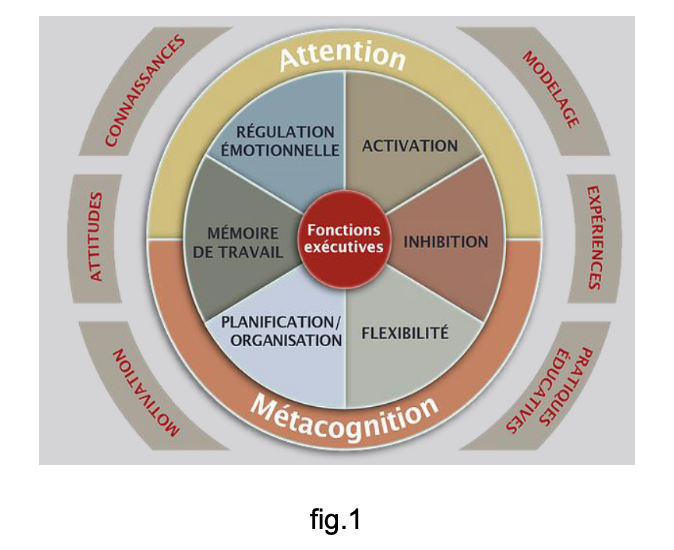 Attention
CONNAISSANCES
MODELAGE
RÉGULATION
ÉMOTIONNELLE
ACTIVATION
ATTITUDES
MÉMOIRE
DE TRAVAIL
Fonctions
exécutives
INHIBITION
EXPÉRIENCES
PLANIFICATION/
ORGANISATION
FLEXIBILITÉ
MOTIVATION
PRATIQUES
ÉDUCATIVES
Métacognition
fig.1